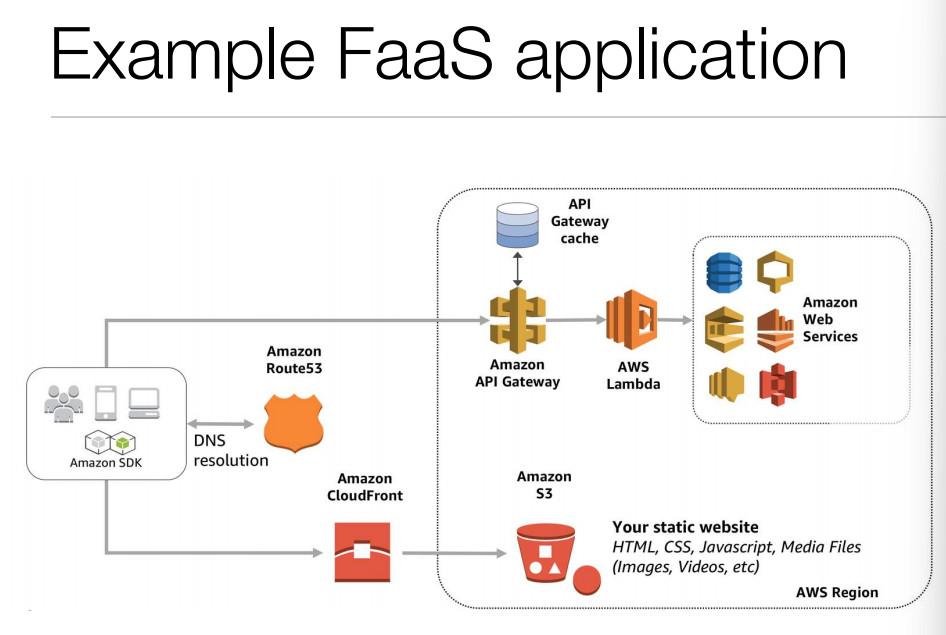 Example FaaS application
API
Gateway
cache
Amazon
Web
Services
Amazon
API Gateway
AWS
Lambda
Amazon
Route53
Amazon SDK
DNS
resolution
Amazon
CloudFront
Amazon
S3
Your static website
HTML, CSS, Javascript, Media Files
(Images, Videos, etc)
AWS Region